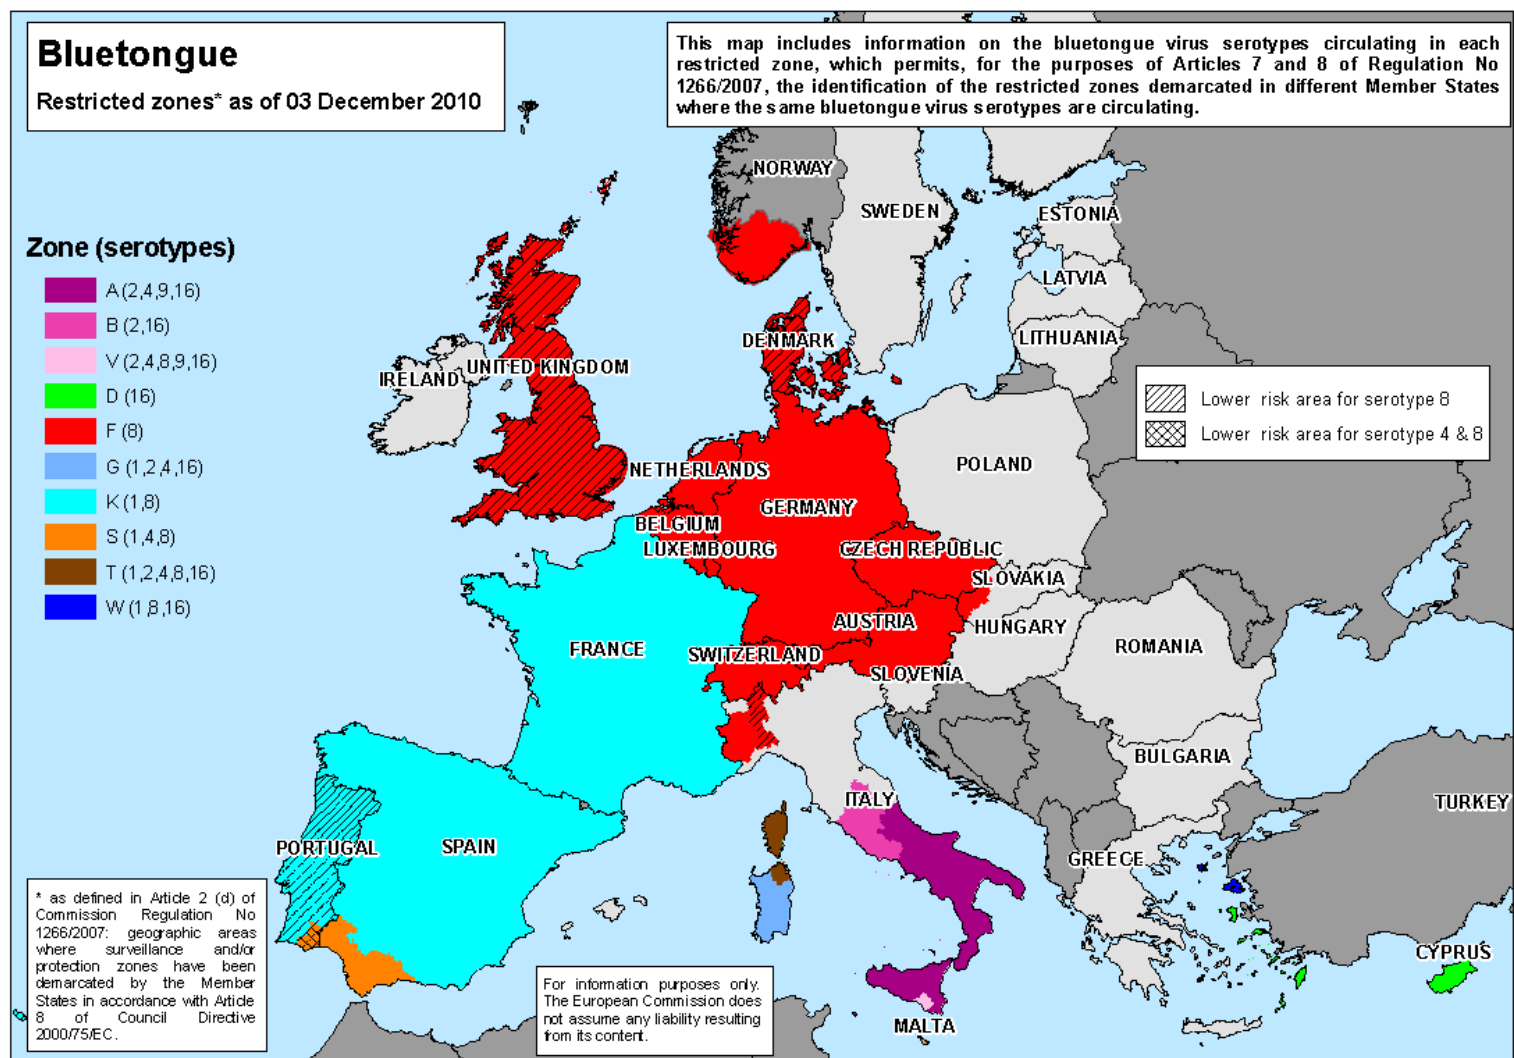 Bluetongue
Restricted zones* as of 03 December 2010
This map includes information on the bluetongue virus serotypes circulating in each
restricted zone, which permits, for the purposes of Articles 7 and 8 of Regulation No
1266/2007, the identification of the restricted zones demarcated in different Member States
where the same bluetongue virus serotypes are circulating.
Zone (serotypes)
A (2,4,9,16)
B (2,16)
V (2,4,8,9,16)
D (16)
F (8)
G (1,2,4,16)
K (1,8)
S (1,4,8)
T (1,2,4,8,16)
W (1,8,16)
NORWAY
SWEDEN
ESTONIA
LATVIA
LITHUANIA
DENMARK
IRELAND
UNITED KINGDOM
Lower risk area for serotype 8
Lower risk area for serotype 4 & 8
NETHERLANDS
POLAND
GERMANY
BELGIUM
LUXEMBOURG
CZECH REPUBLIC
SLOVAKIA
AUSTRIA
HUNGARY
FRANCE
SWITZERLAND
ROMANIA
SLOVENIA
BULGARIA
ITALY
TURKEY
PORTUGAL
SPAIN
GREECE
CYPRUS
MALTA
* as defined in Aticle 2 (d) of
Commission Regulation No
1266/2007: geographic areas
where surveillance and/or
protection zones have been
demarcated by the Member
States in accordance with Article
8 of Council Directive
2000/75/EC.
For information purposes only.
The European Commission does
not assume any liability resulting
from its content.